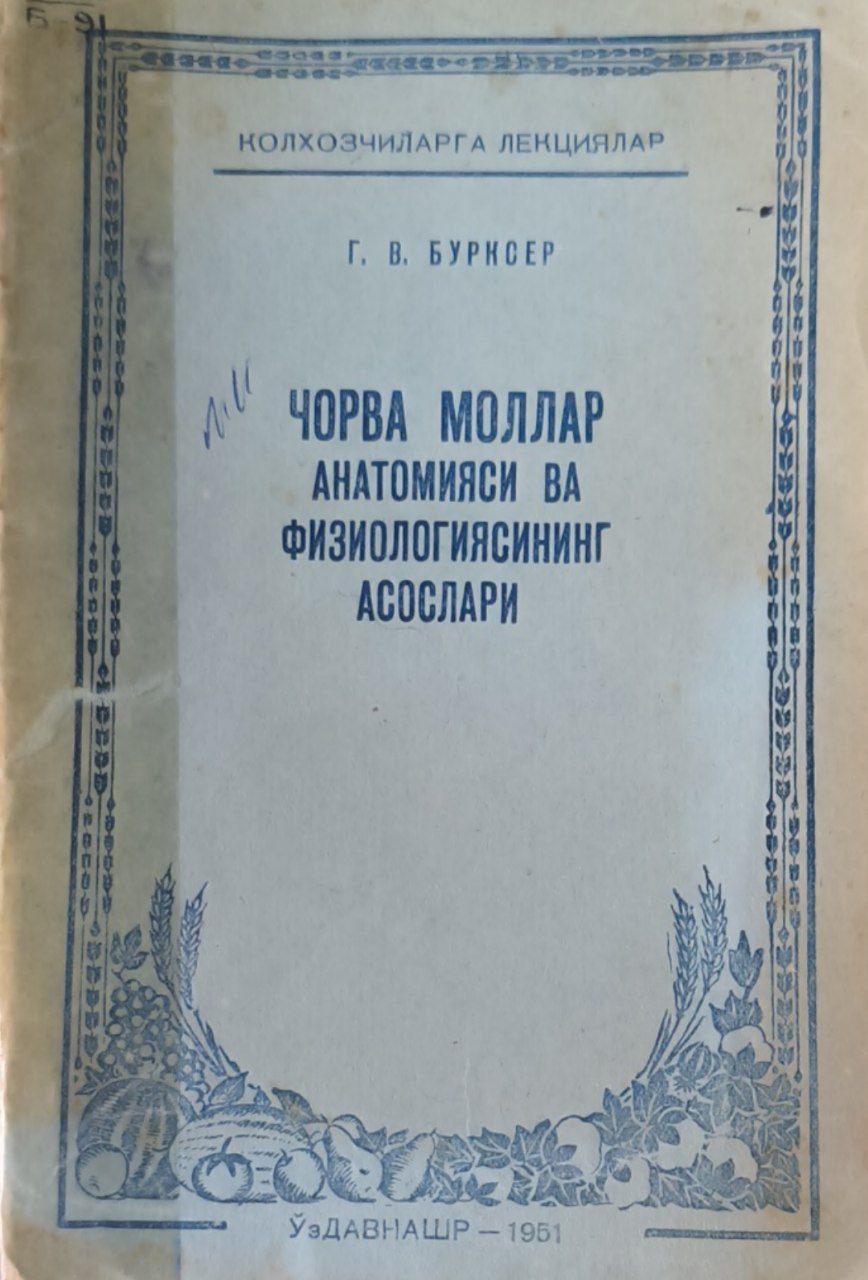 Б-91
КОЛХОЗЧИЛАРГА ЛЕКЦИЯЛАР
Г. В. БУРКСЕР
ЧОРВА МОЛЛАР
АНАТОМИЯСИ ВА
ФИЗИОЛОГИЯСИНИНГ
АСОСЛАРИ
ЎзДАВНАШР — 1951